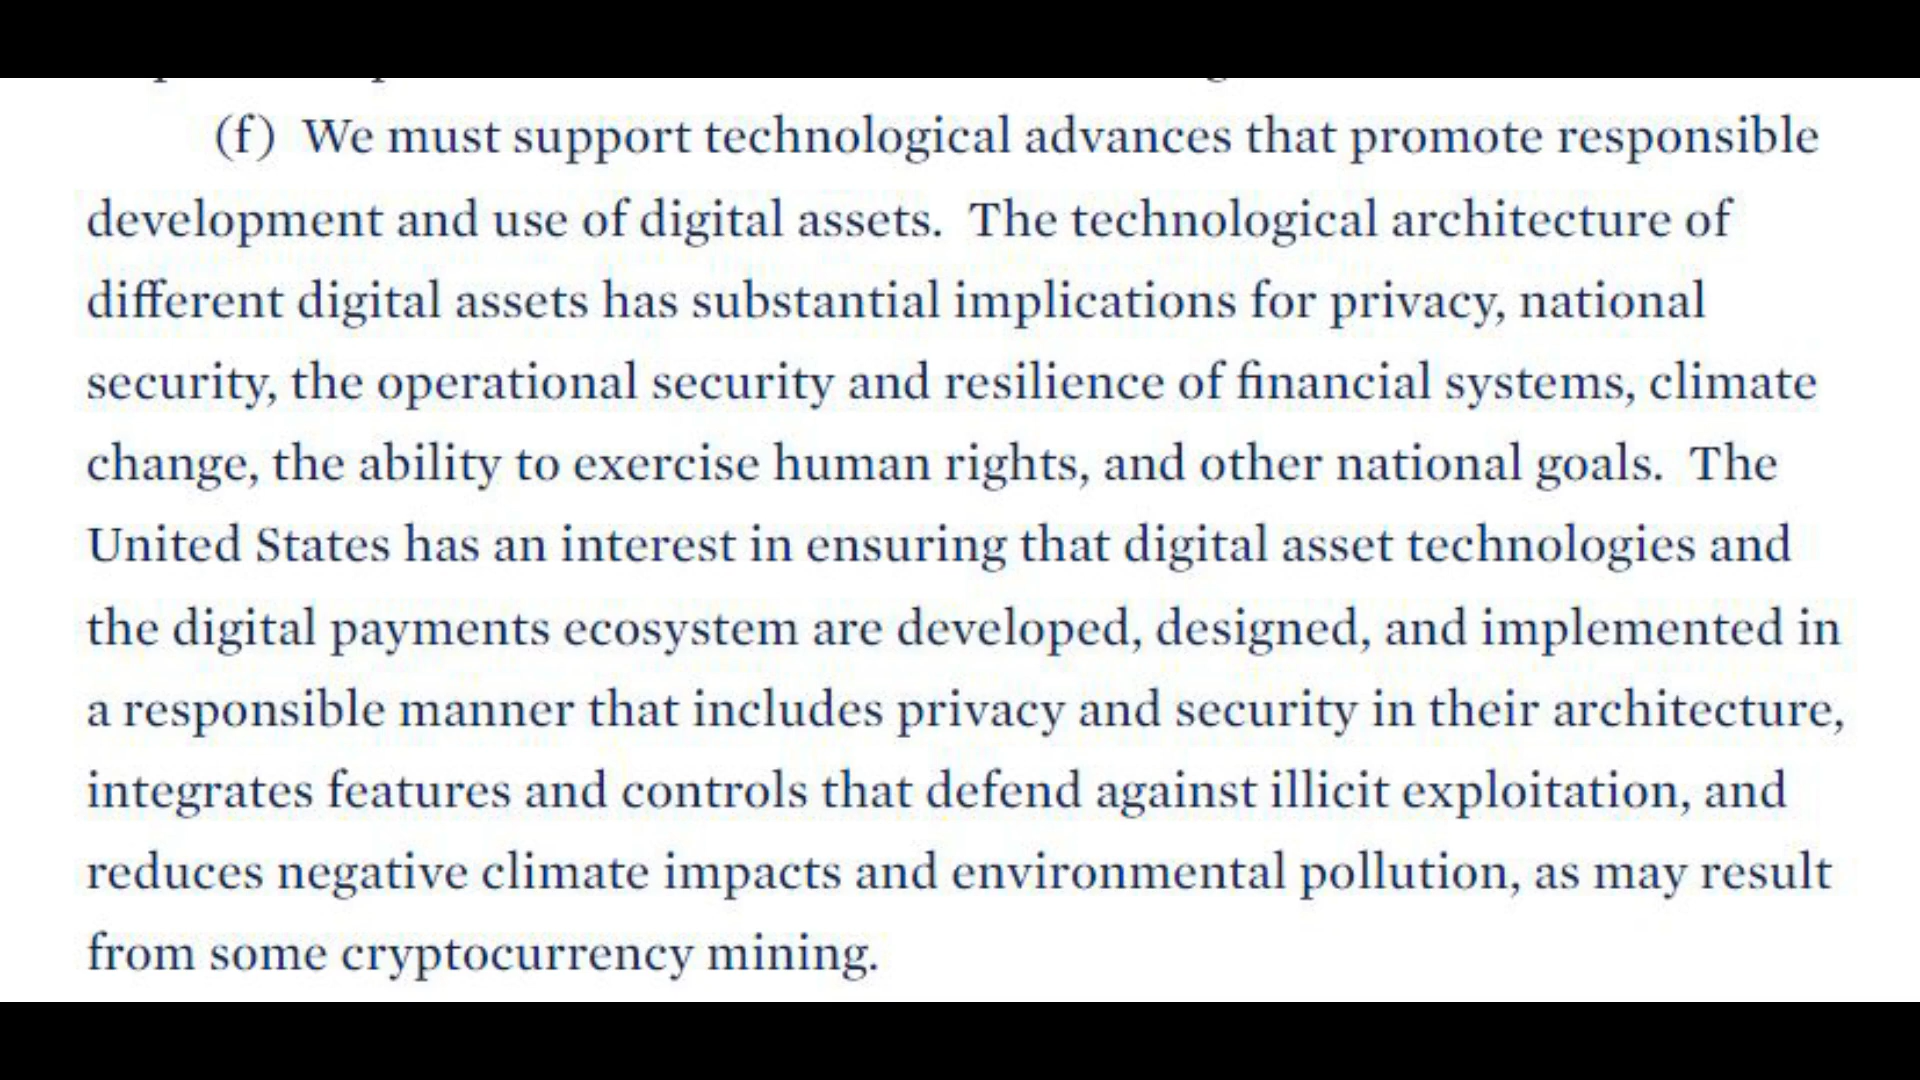 (f) We must support technological advances that promote responsible
development and use of digital assets. The technological architecture of
different digital assets has substantial implications for privacy, national
security, the operational security and resilience of financial systems, climate
change, the ability to exercise human rights, and other national goals. The
United States has an interest in ensuring that digital asset technologies and
the digital payments ecosystem are developed, designed, and implemented in
a responsible manner that includes privacy and security in their architecture,
integrates features and controls that defend against illicit exploitation, and
reduces negative climate impacts and environmental pollution, as may result
from some cryptocurrency mining.